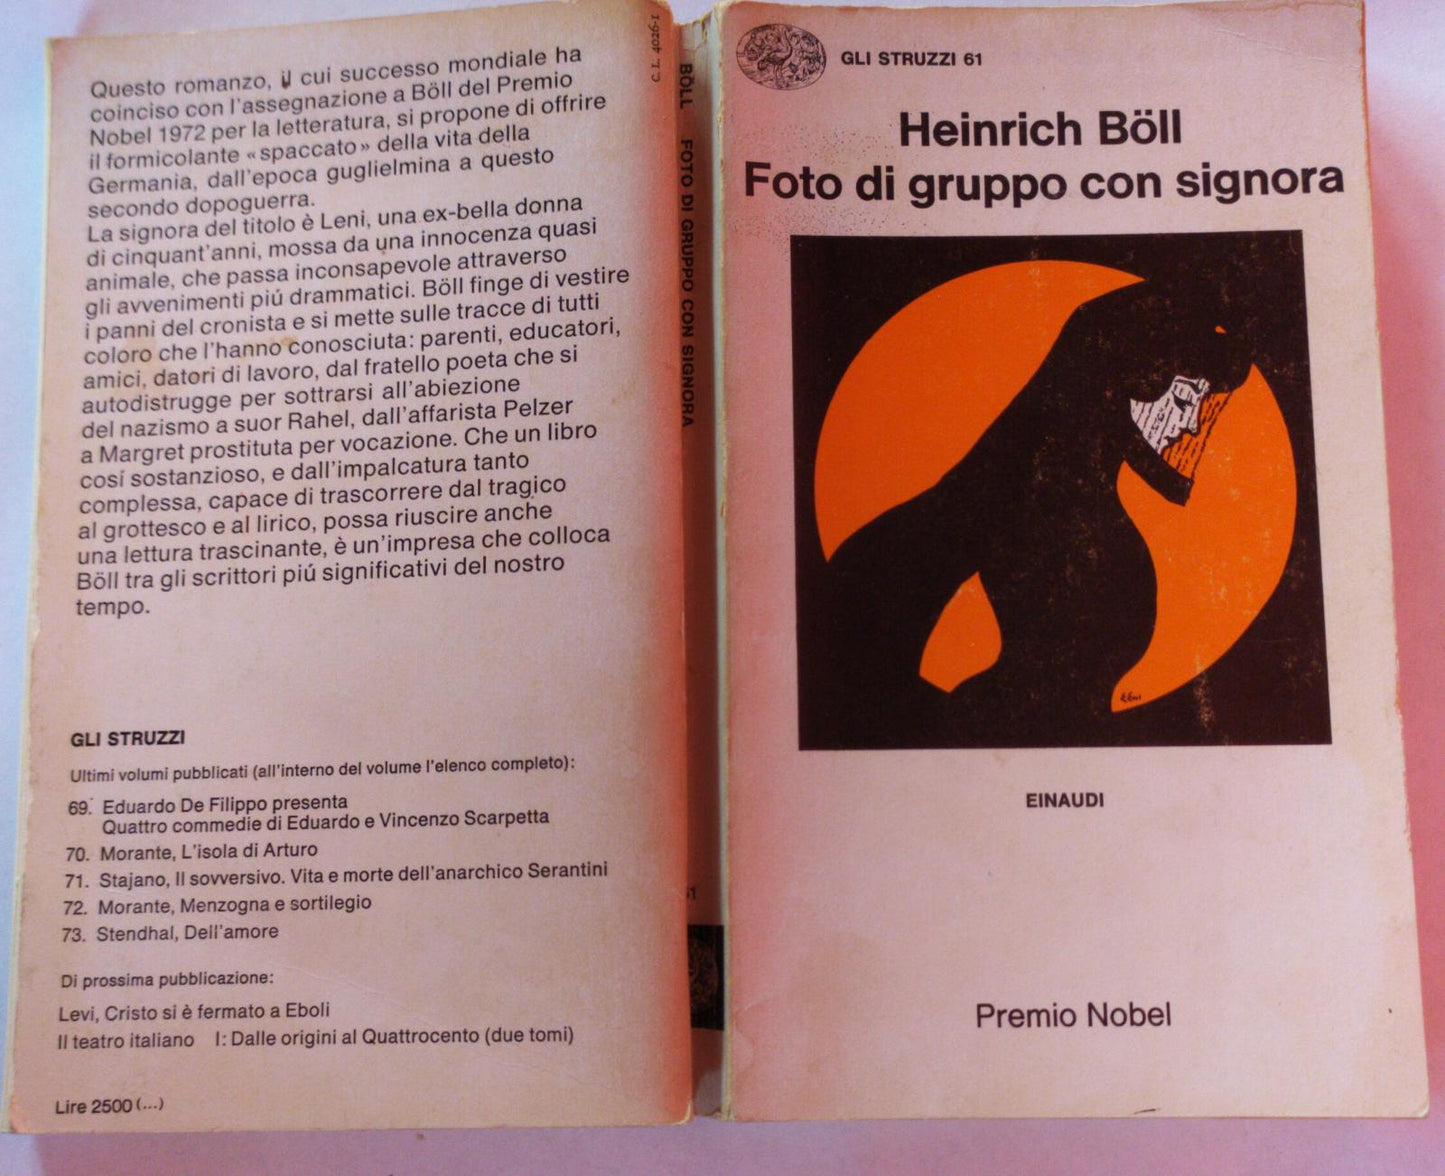 Questo romanzo, il cui successo mondiale ha
coinciso con l'assegnazione a Böll del Premio
Nobel 1972 per la letteratura, si propone di offrire
il formicolante «spaccato» della vita della
Germania, dall'epoca guglielmina a questo
secondo dopoguerra.
La signora del titolo è Leni, una ex-bella donna
di cinquant'anni, mossa da una innocenza quasi
animale, che passa inconsapevole attraverso
gli avvenimenti piú drammatici. Böll finge di vestire
i panni del cronista e si mette sulle tracce di tutti
coloro che l'hanno conosciuta: parenti, educatori,
amici, datori di lavoro, dal fratello poeta che si
autodistrugge per sottrarsi all'abiezione
del nazismo a suor Rahel, dall'affarista Pelzer
a Margret prostituta per vocazione. Che un libro
cosí sostanzioso, e dall'impalcatura tanto
complessa, capace di trascorrere dal tragico
al grottesco e al lirico, possa riuscire anche
una lettura trascinante, è un'impresa che colloca
Böll tra gli scrittori piú significativi del nostro
tempo.
GLI STRUZZI
Ultimi volumi pubblicati (all'interno del volume l'elenco completo):
69. Eduardo De Filippo presenta
Quattro commedie di Eduardo e Vincenzo Scarpetta
70. Morante, L'isola di Arturo
71. Stajano, Il sovversivo. Vita e morte dell'anarchico Serantini
72. Morante, Menzogna e sortilegio
73. Stendhal, Dell'amore
Di prossima pubblicazione:
Levi, Cristo si è fermato a Eboli
Il teatro italiano I: Dalle origini al Quattrocento (due tomi)
Lire 2500 (...)
C. L. 4026-1
BÖLL FOTO DI GRUPPO CON SIGNORA
61
GLI STRUZZI 61
Heinrich Böll
Foto di gruppo con signora
EINAUDI
Premio Nobel